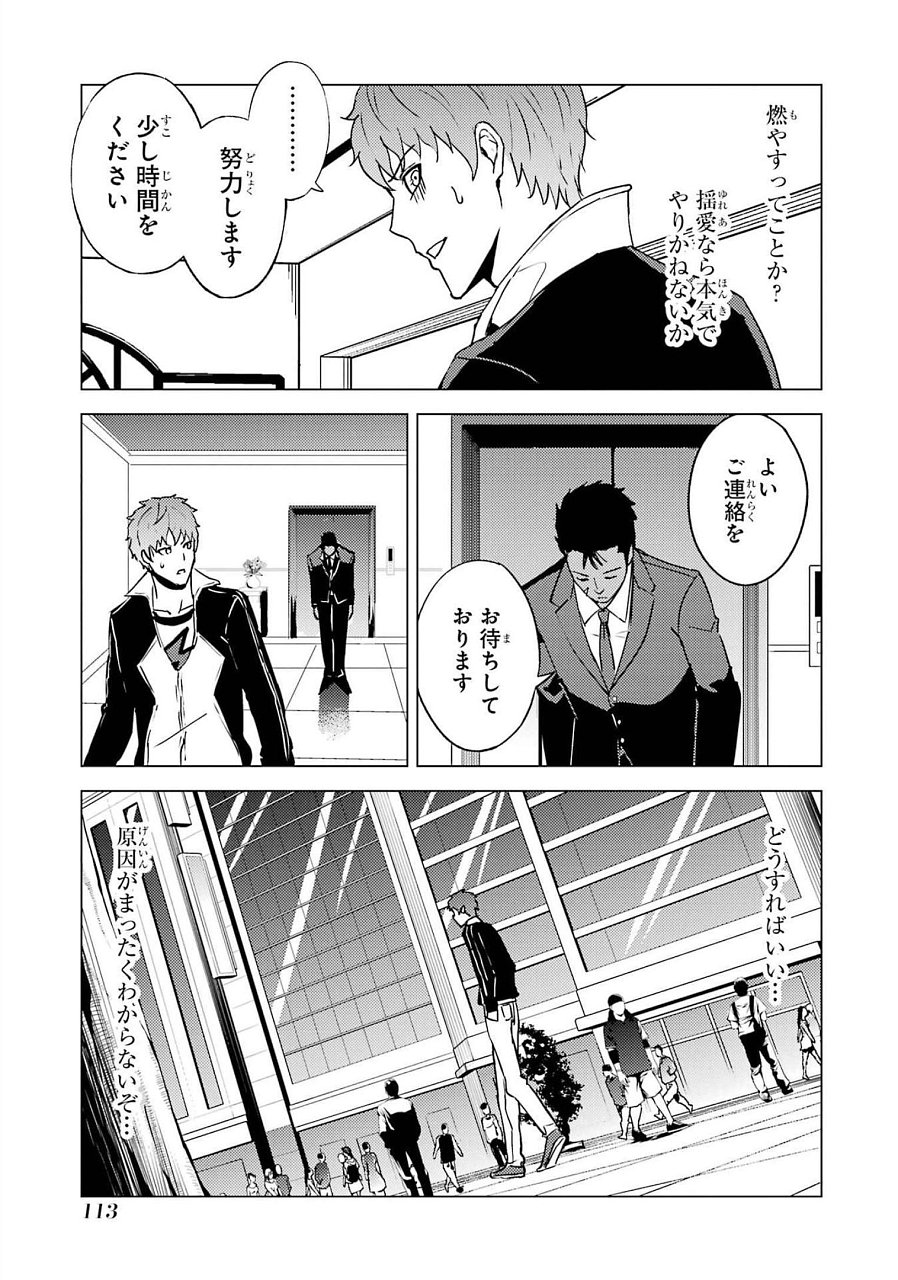 燃やすってことか?
揺愛なら本気で
やりかねないか
………
努力します
少し時間を
ください
よい
ご連絡を
お待ちして
おります
どうすればいい…
原因がまったくわからないぞ…
113